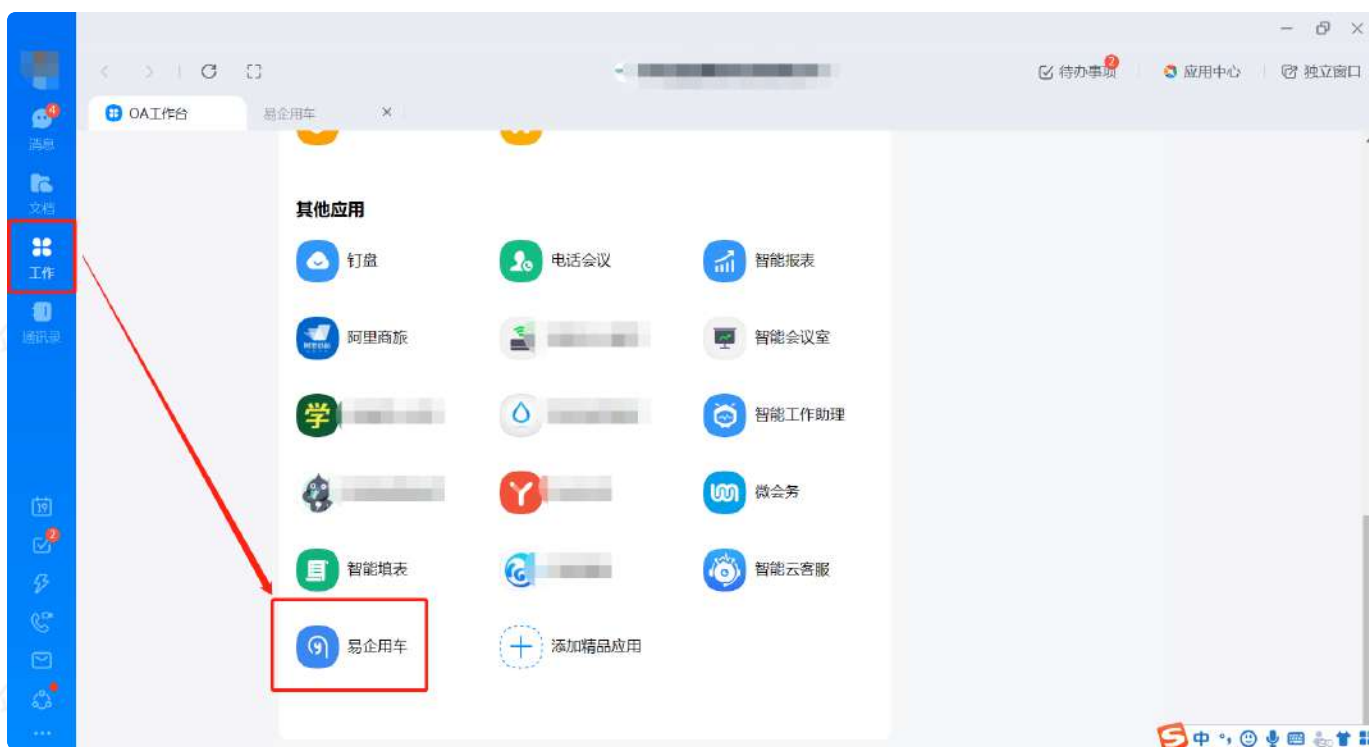 2
待办事项
应用中心
独立窗口
OA工作台
易企用车
4
消息
文档
工作
通讯录
19
2
其他应用
钉盘
电话会议
智能报表
阿里商旅
智能会议室
学
智能工作助理
微会务
智能填表
智能云客服
易企用车
添加精品应用
中